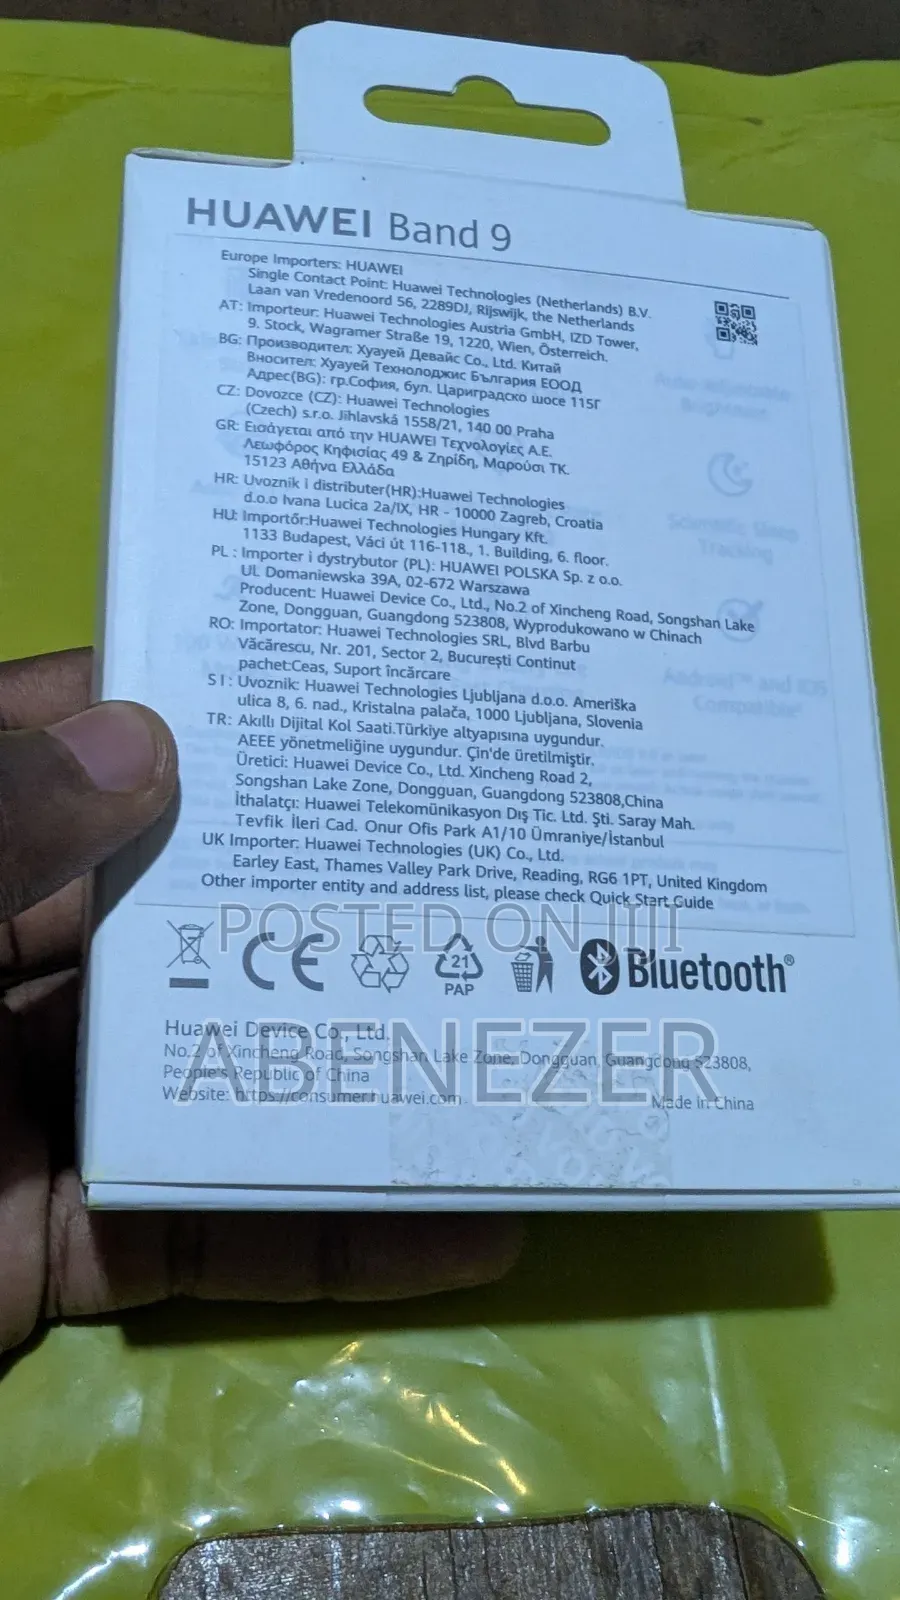 HUAWEI Band 9
Europe Importers: HUAWEI
Single Contact Point: Huawei Technologies (Netherlands) B.V.
Laan van Vredenoord 56, 2289DJ, Rijswijk, the Netherlands
AT: Importeur: Huawei Technologies Austria GmbH, IZD Tower,
9. Stock, Wagramer Straße 19, 1220, Wien, Österreich.
BG: Производител: Хуауей Девайс Co., Ltd. Китай
Вносител: Хуауей Технолоджис България ЕООД
Адрес(BG): гр.София, бул. Цариградско шосе 115Г
CZ: Dovozce (CZ): Huawei Technologies
(Czech) s.r.o. Jihlavská 1558/21, 140 00 Praha
GR: Εισάγεται από την HUAWEI Τεχνολογίες Α.Ε.
Λεωφόρος Κηφισίας 49 & Ζηρίδη, Μαρούσι ΤΚ.
15123 Αθήνα Ελλάδα
HR: Uvoznik i distributer(HR):Huawei Technologies
d.o.o Ivana Lucica 2a/IX, HR - 10000 Zagreb, Croatia
HU: Importőr:Huawei Technologies Hungary Kft.
1133 Budapest, Váci út 116-118., 1. Building, 6. floor.
PL : Importer i dystrybutor (PL): HUAWEI POLSKA Sp. z o.o.
UL Domaniewska 39A, 02-672 Warszawa
Producent: Huawei Device Co., Ltd., No.2 of Xincheng Road, Songshan Lake
Zone, Dongguan, Guangdong 523808, Wyprodukowano w Chinach
RO: Importator: Huawei Technologies SRL, Blvd Barbu
Văcărescu, Nr. 201, Sector 2, Bucureşti Continut
pachet:Ceas, Suport încărcare
SI: Uvoznik: Huawei Technologies Ljubljana d.o.o. Ameriška
ulica 8, 6. nad., Kristalna palača, 1000 Ljubljana, Slovenia
TR: Akıllı Dijital Kol Saati.Türkiye altyapısına uygundur.
AEEE yönetmeliğine uygundur. Çin'de üretilmiştir.
Üretici: Huawei Device Co., Ltd. Xincheng Road 2,
Songshan Lake Zone, Dongguan, Guangdong 523808,China
İthalatçı: Huawei Telekomünikasyon Dış Tic. Ltd. Şti. Saray Mah.
Tevfik İleri Cad. Onur Ofis Park A1/10 Ümraniye/İstanbul
UK Importer: Huawei Technologies (UK) Co., Ltd.
Earley East, Thames Valley Park Drive, Reading, RG6 1PT, United Kingdom
Other importer entity and address list, please check Quick Start Guide
POSTED ON JIJI
CE
21
PAP
Bluetooth®
Huawei Device Co., Ltd.
ABENEZER
No.2 of Xincheng Road, Songshan Lake Zone, Dongguan, Guangdong 523808,
People's Republic of China
Website: https://consumer.huawei.com
Made in China
Auto-Adjustable
Brightness
Scientific Sleep
Tracking
Android™ and iOS
Compatible